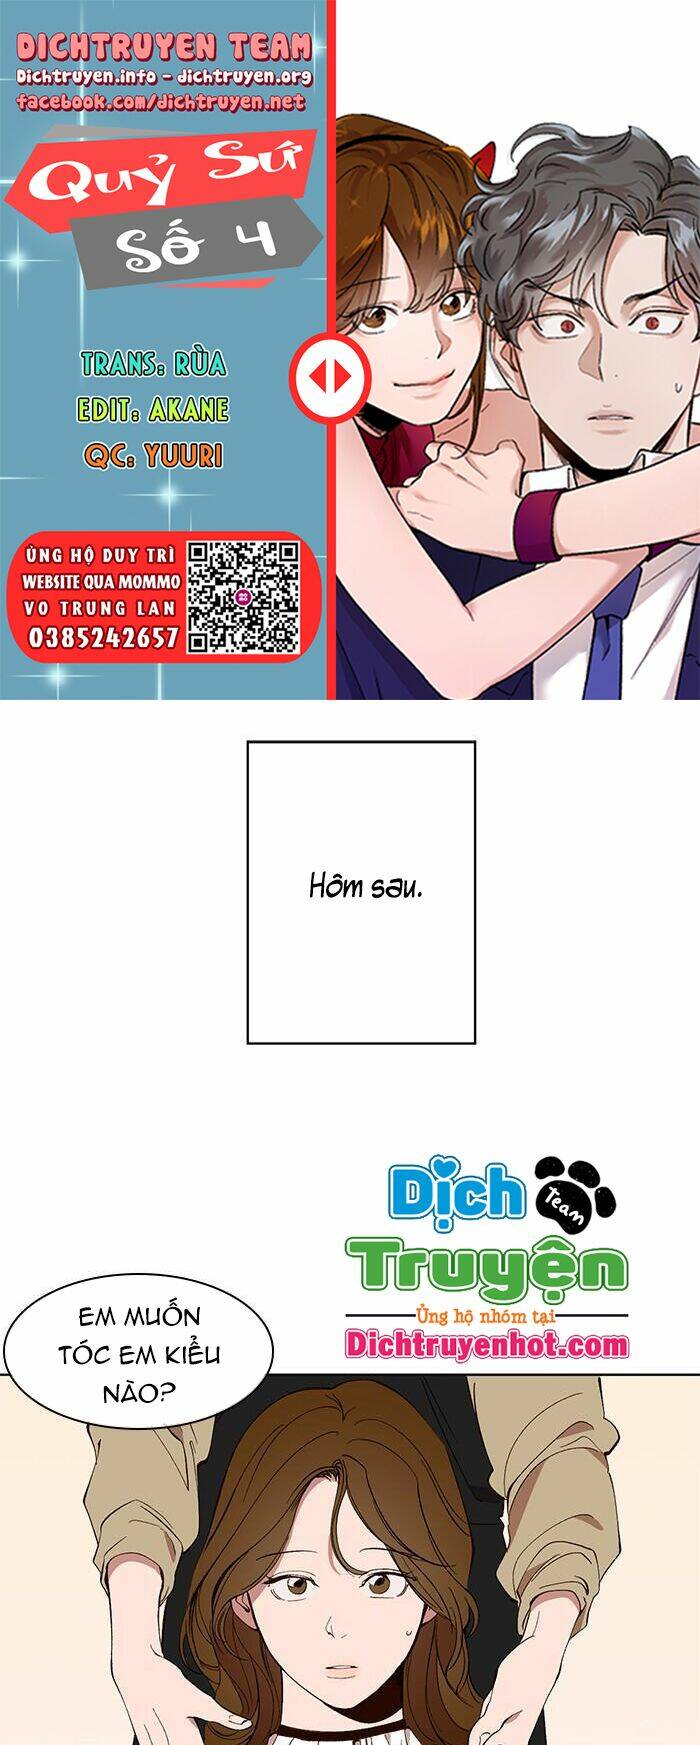 DICHTRUYEN TEAM
Dichtruyen.info - dichtruyen.org
facebook.com/dichtruyen.net
Quỷ Sứ
Số 4
TRANS: RÙA
EDIT: AKANE
QC: YUURI
ỦNG HỘ DUY TRÌ
WEBSITE QUA MOMMO
VO TRUNG LAN
0385242657
Hôm sau.
Dịch
Team
Truyện
Ủng hộ nhóm tại
Dichtruyenhot.com
EM MUỐN
TÓC EM KIỂU
NÀO?